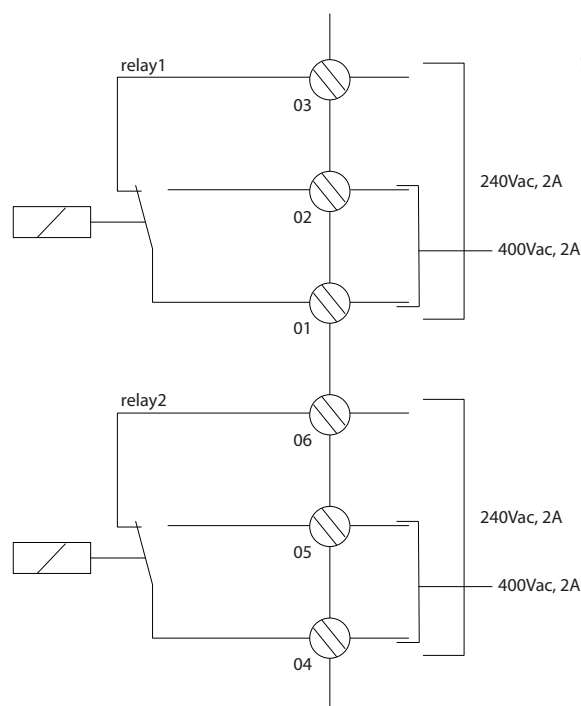 relay1
03
240Vac, 2A
02
400Vac, 2A
01
relay2
06
240Vac, 2A
05
400Vac, 2A
04